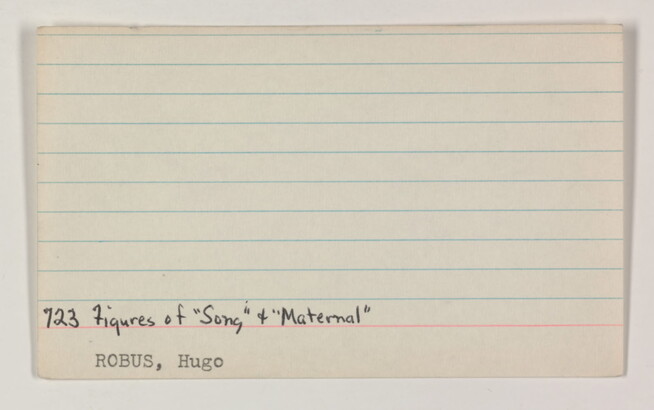 723 Figures of "Song" & "Maternal"
ROBUS, Hugo